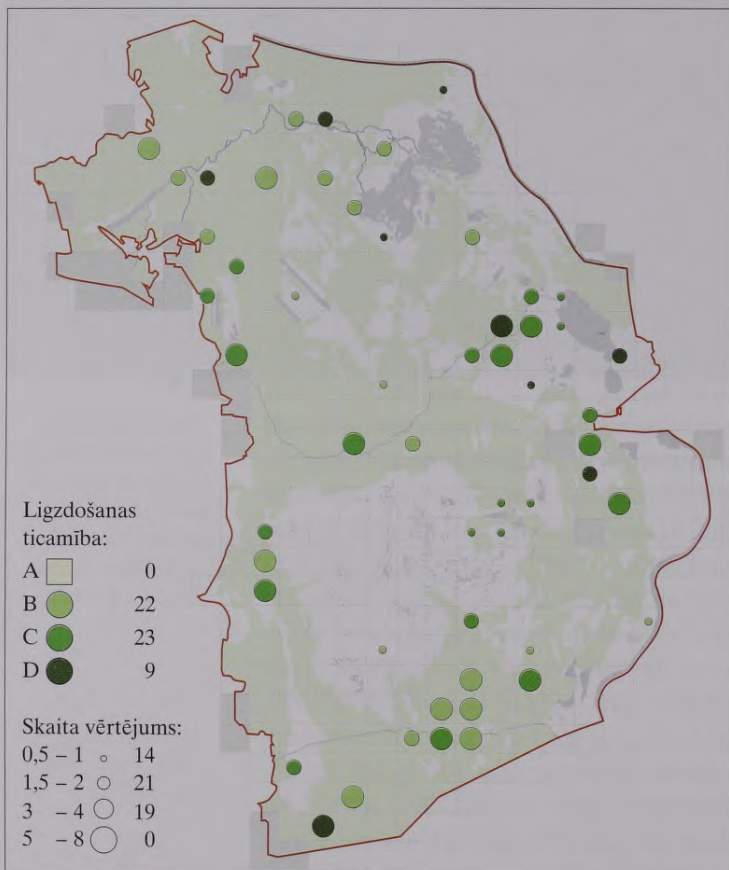 Ligzdošanas
ticamība:
A 0
B 22
C 23
D 9
Skaita vērtējums:
0,5 – 1 14
1,5 – 2 21
3 – 4 19
5 – 8 0